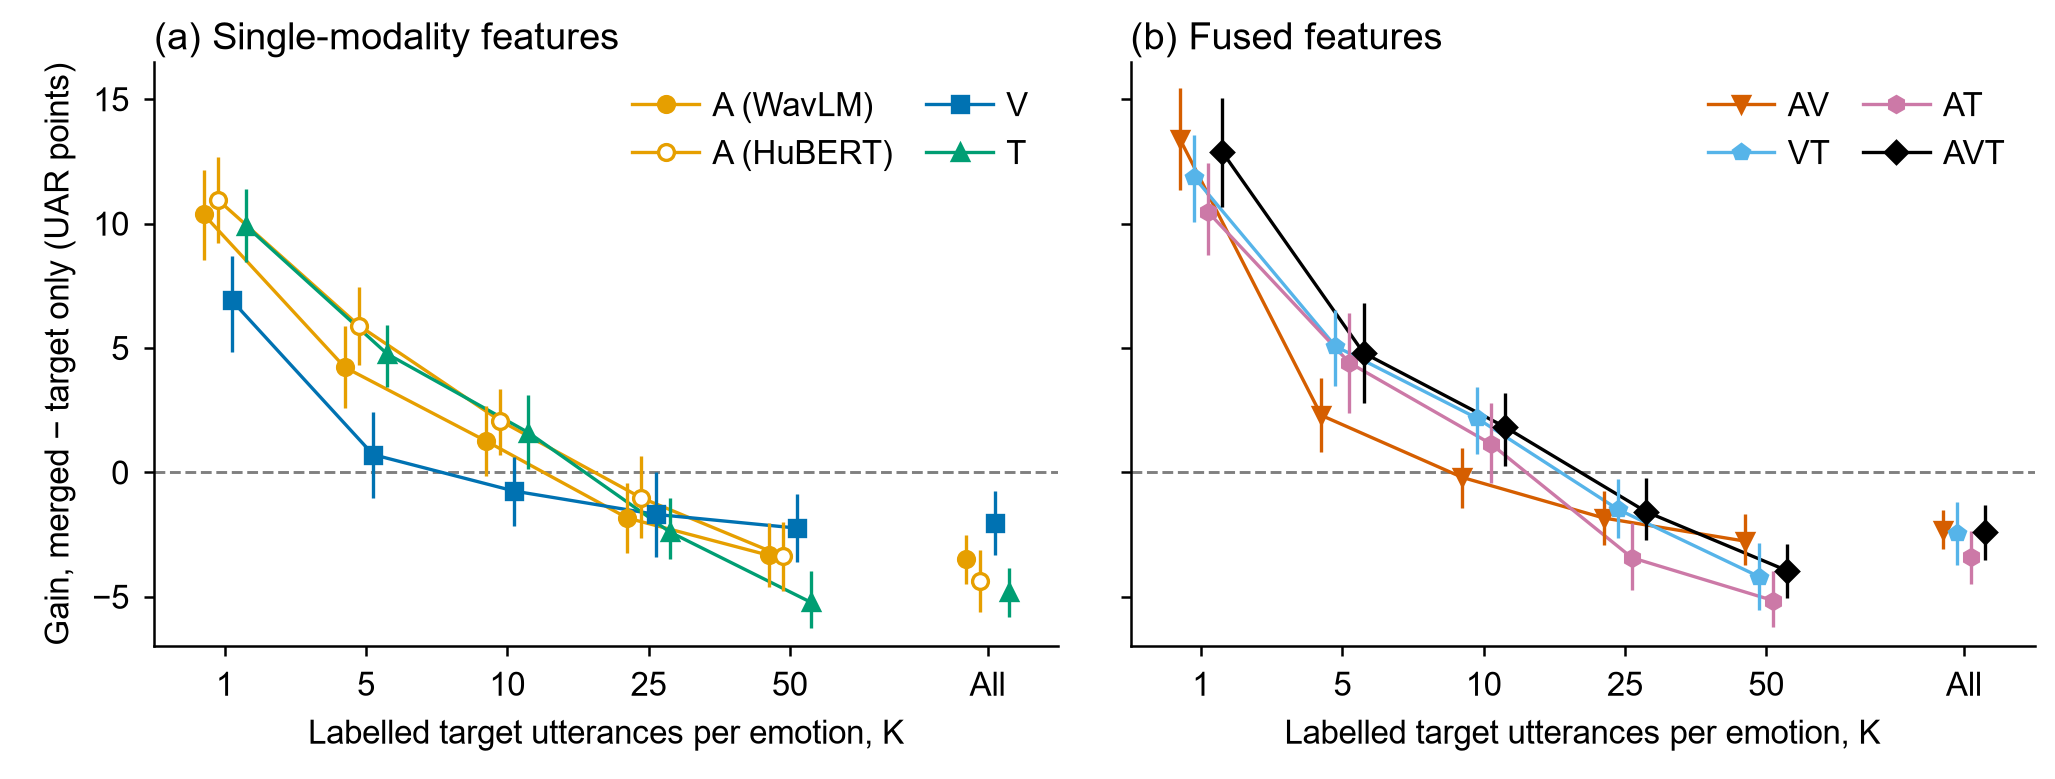 (a) Single-modality features
(b) Fused features
Gain, merged − target only (UAR points)
15
10
5
0
−5
A (WavLM)
A (HuBERT)
V
T
AV
VT
AT
AVT
1 5 10 25 50 All
1 5 10 25 50 All
Labelled target utterances per emotion, K
Labelled target utterances per emotion, K